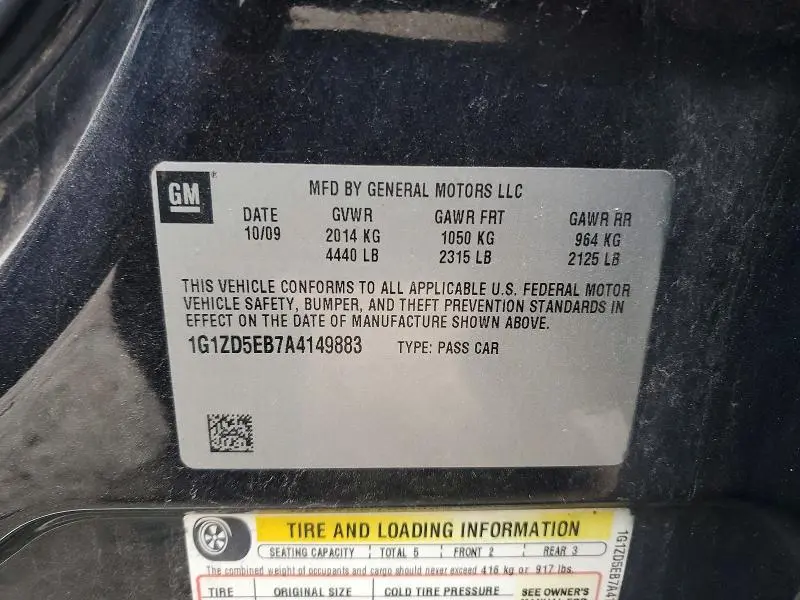 GM
MFD BY GENERAL MOTORS LLC
DATE GVWR GAWR FRT GAWR RR
10/09 2014 KG 1050 KG 964 KG
4440 LB 2315 LB 2125 LB
THIS VEHICLE CONFORMS TO ALL APPLICABLE U.S. FEDERAL MOTOR
VEHICLE SAFETY, BUMPER, AND THEFT PREVENTION STANDARDS IN
EFFECT ON THE DATE OF MANUFACTURE SHOWN ABOVE.
1G1ZD5EB7A4149883 TYPE: PASS CAR
TIRE AND LOADING INFORMATION
SEATING CAPACITY TOTAL 5 FRONT 2 REAR 3
The combined weight of occupants and cargo should never exceed 416 kg or 917 lbs.
TIRE ORIGINAL SIZE COLD TIRE PRESSURE SEE OWNER'S
MANUAL FOR
1G1ZD5EB7A41